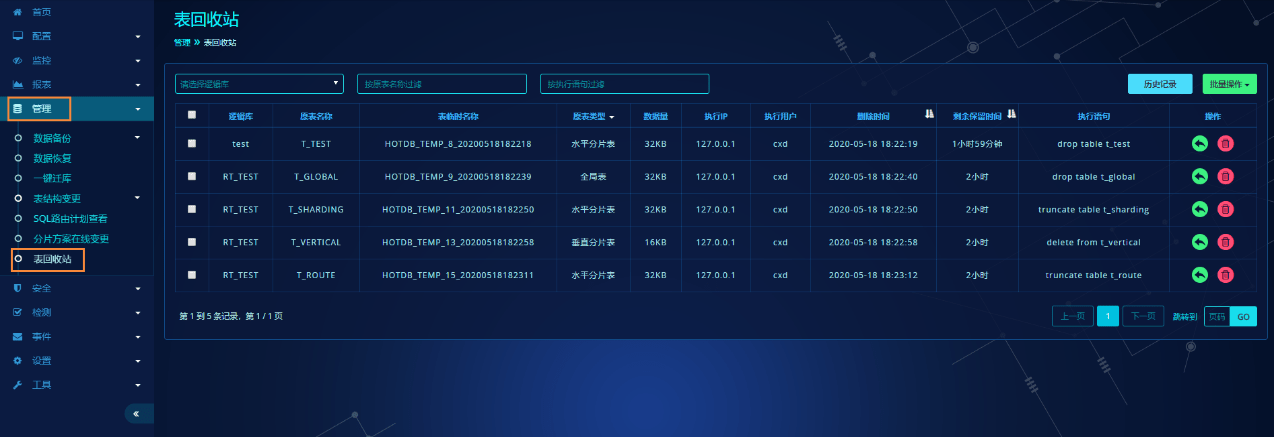 首页
配置
监控
报表
管理
数据备份
数据恢复
一键迁库
表结构变更
SQL路由计划查看
分片方案在线变更
表回收站
安全
检测
事件
设置
工具
«
表回收站
管理 » 表回收站
请选择逻辑库 按原表名称过滤 按执行语句过滤 历史记录 批量操作
逻辑库 原表名称 表临时名称 原表类型 数据量 执行IP 执行用户 删除时间 剩余保留时间 执行语句 操作
test T_TEST HOTDB_TEMP_8_20200518182218 水平分片表 32KB 127.0.0.1 cxd 2020-05-18 18:22:19 1小时59分钟 drop table t_test
RT_TEST T_GLOBAL HOTDB_TEMP_9_20200518182239 全局表 32KB 127.0.0.1 cxd 2020-05-18 18:22:40 2小时 drop table t_global
RT_TEST T_SHARDING HOTDB_TEMP_11_20200518182250 水平分片表 32KB 127.0.0.1 cxd 2020-05-18 18:22:50 2小时 truncate table t_sharding
RT_TEST T_VERTICAL HOTDB_TEMP_13_20200518182258 垂直分片表 16KB 127.0.0.1 cxd 2020-05-18 18:22:58 2小时 delete from t_vertical
RT_TEST T_ROUTE HOTDB_TEMP_15_20200518182311 水平分片表 32KB 127.0.0.1 cxd 2020-05-18 18:23:12 2小时 truncate table t_route
第 1 到 5 条记录，第 1 / 1 页 上一页 1 下一页 跳转到 页码 GO